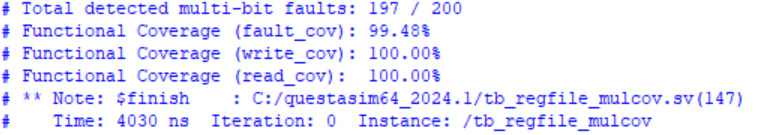 # Total detected multi-bit faults: 197 / 200
# Functional Coverage (fault_cov): 99.48%
# Functional Coverage (write_cov): 100.00%
# Functional Coverage (read_cov):  100.00%
# ** Note: $finish    : C:/questasim64_2024.1/tb_regfile_mulcov.sv(147)
#    Time: 4030 ns  Iteration: 0  Instance: /tb_regfile_mulcov